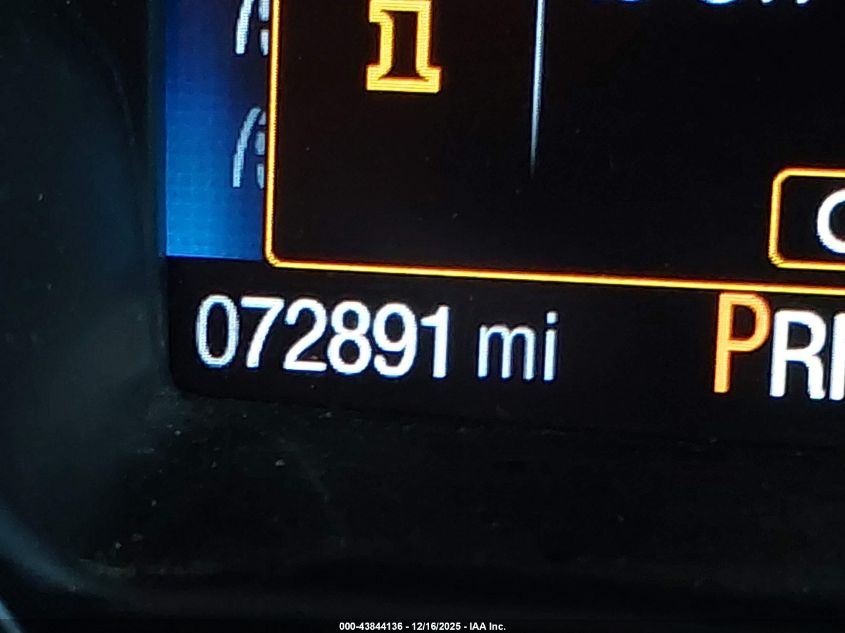 i
072891 mi
P
000-43844136 - 12/16/2025 - IAA Inc.